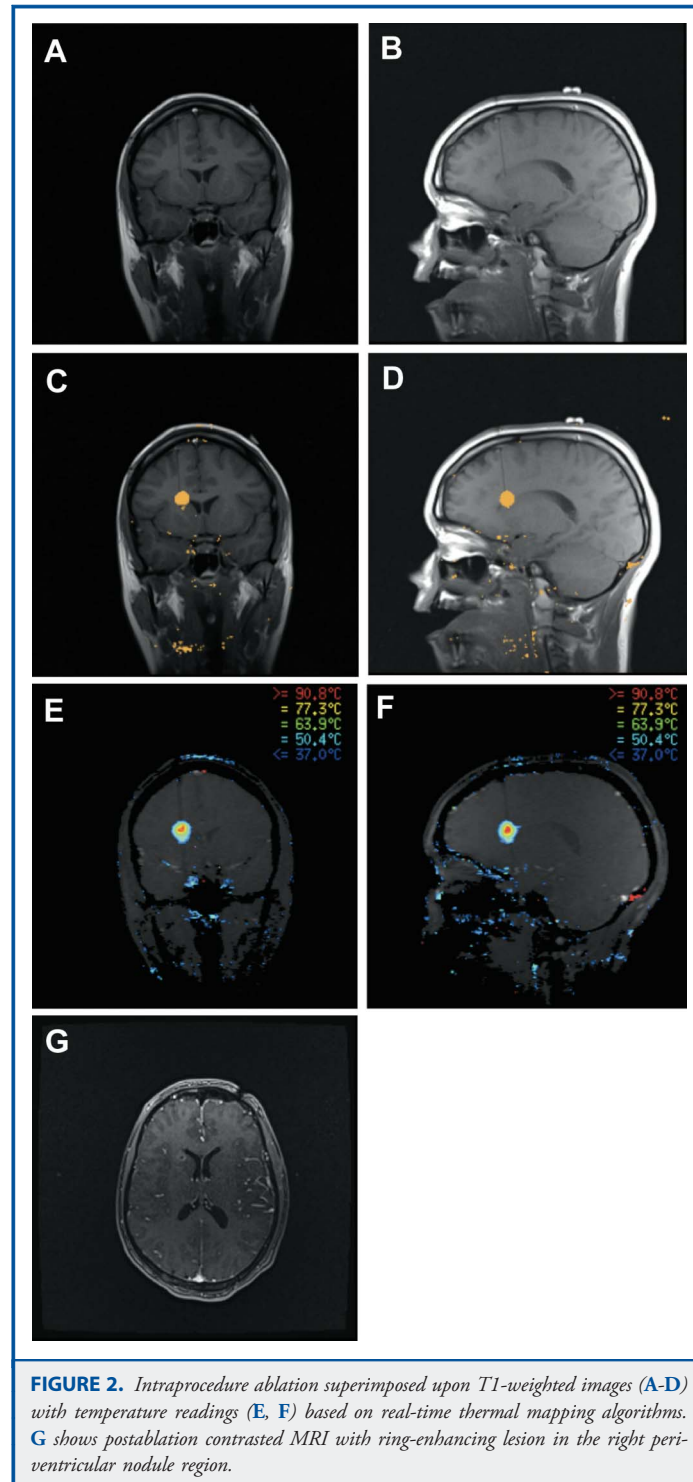 A
B
C
D
E
>= 90.8°C
= 77.3°C
= 63.9°C
= 50.4°C
<= 37.0°C
F
>= 90.8°C
= 77.3°C
= 63.9°C
= 50.4°C
<= 37.0°C
G
FIGURE 2. Intraprocedure ablation superimposed upon T1-weighted images (A-D)
with temperature readings (E, F) based on real-time thermal mapping algorithms.
G shows postablation contrasted MRI with ring-enhancing lesion in the right peri-
ventricular nodule region.